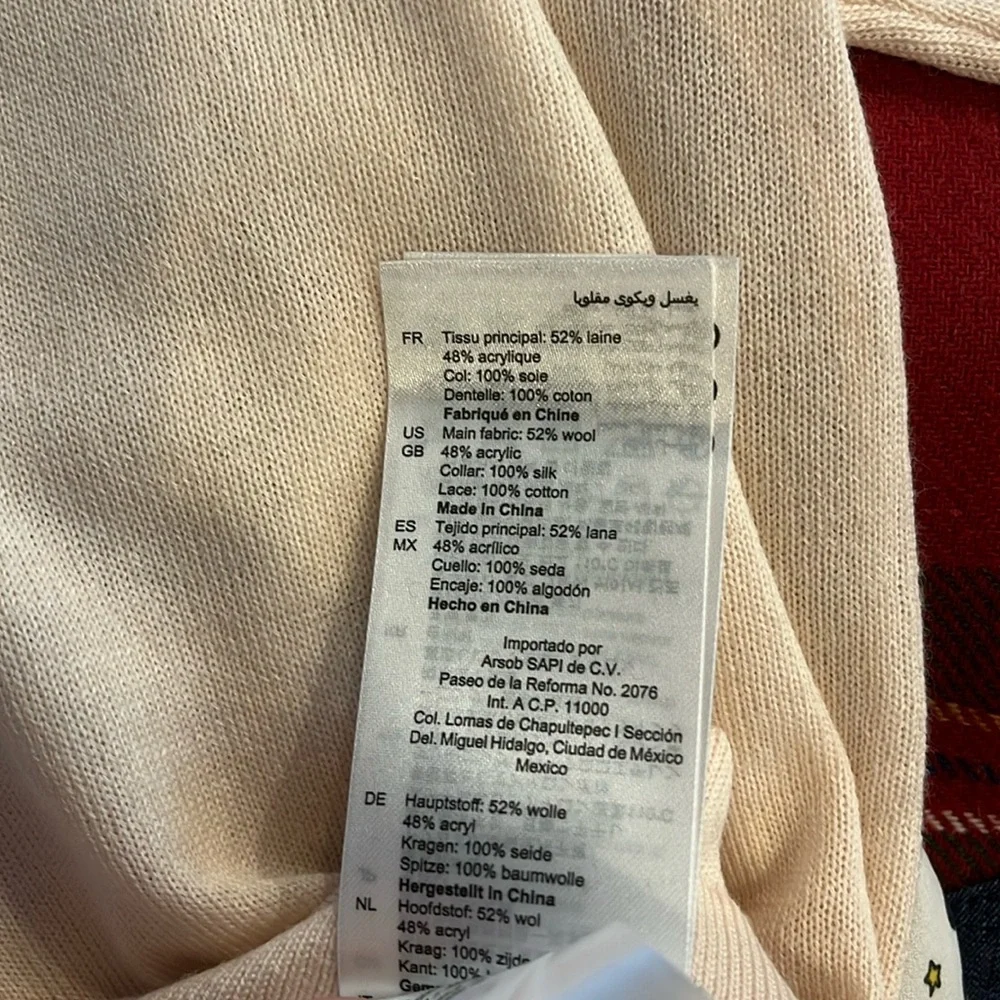 يغسل ويكوى مقلوبا
FR Tissu principal: 52% laine
48% acrylique
Col: 100% soie
Dentelle: 100% coton
Fabriqué en Chine
US Main fabric: 52% wool
GB 48% acrylic
Collar: 100% silk
Lace: 100% cotton
Made in China
ES Tejido principal: 52% lana
MX 48% acrílico
Cuello: 100% seda
Encaje: 100% algodón
Hecho en China
Importado por
Arsob SAPI de C.V.
Paseo de la Reforma No. 2076
Int. A C.P. 11000
Col. Lomas de Chapultepec I Sección
Del. Miguel Hidalgo, Ciudad de México
Mexico
DE Hauptstoff: 52% wolle
48% acryl
Kragen: 100% seide
Spitze: 100% baumwolle
Hergestellt in China
NL Hoofdstof: 52% wol
48% acryl
Kraag: 100% zijde
Kant: 100%